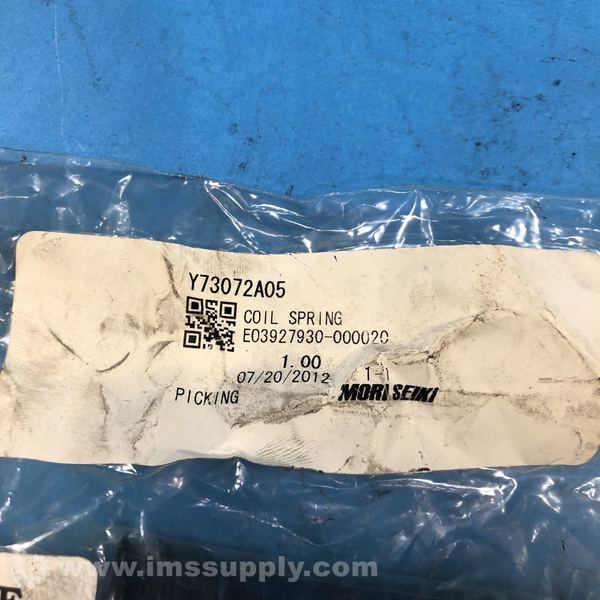 Y73072A05
COIL SPRING
E03927930-000020
1.00
07/20/2012 1-1
PICKING MORI SEIKI
© www.imssupply.com